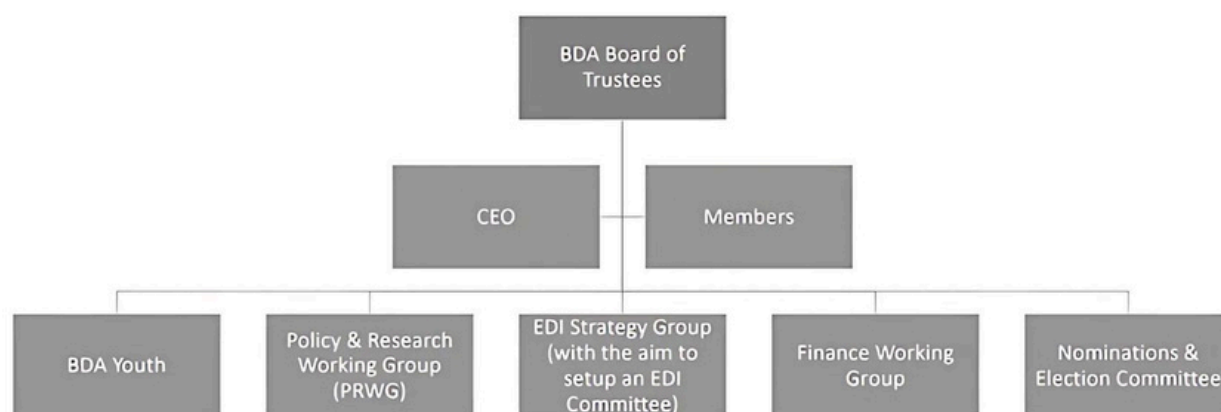 BDA Board of
Trustees
CEO
Members
BDA Youth
Policy & Research
Working Group
(PRWG)
EDI Strategy Group
(with the aim to
setup an EDI
Committee)
Finance Working
Group
Nominations &
Election Committee